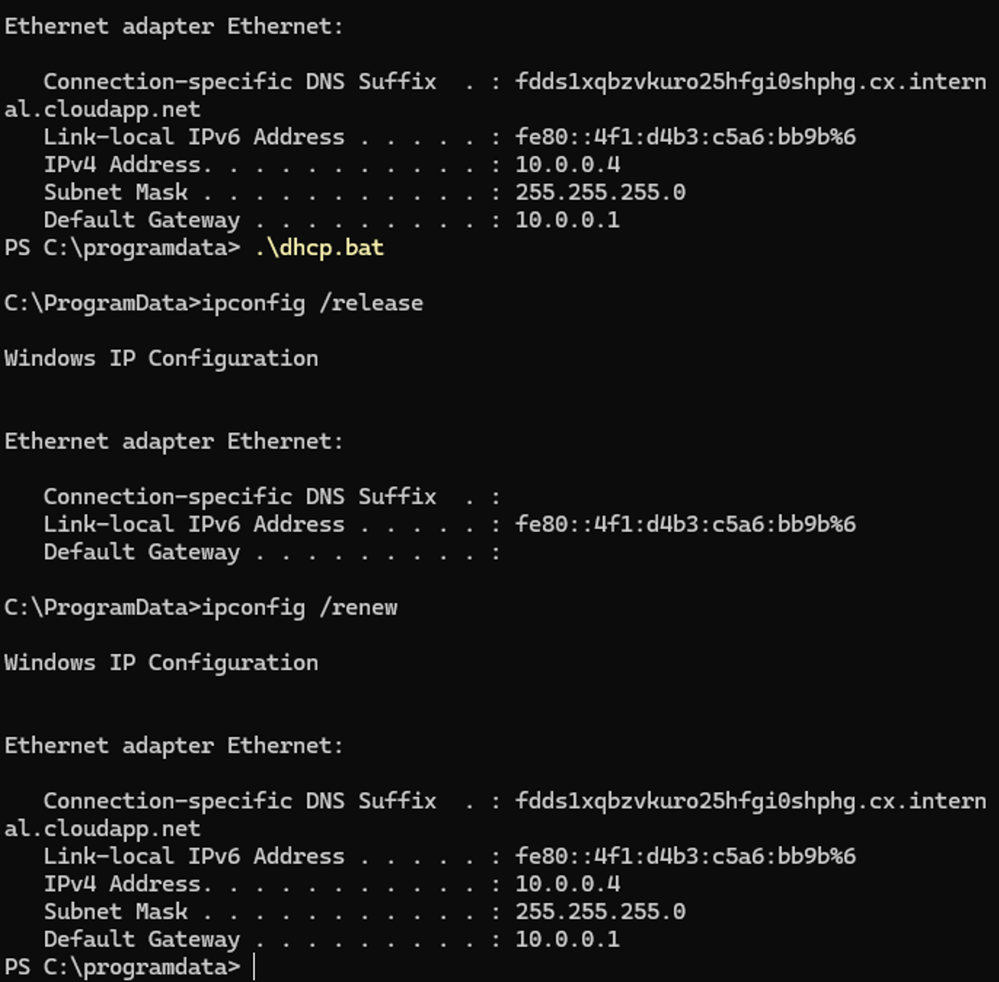 Ethernet adapter Ethernet:
   Connection-specific DNS Suffix  . : fdds1xqbzvkuro25hfgi0shphg.cx.intern
al.cloudapp.net
   Link-local IPv6 Address . . . . . : fe80::4f1:d4b3:c5a6:bb9b%6
   IPv4 Address. . . . . . . . . . . : 10.0.0.4
   Subnet Mask . . . . . . . . . . . : 255.255.255.0
   Default Gateway . . . . . . . . . : 10.0.0.1
PS C:\programdata> .\dhcp.bat
C:\ProgramData>ipconfig /release
Windows IP Configuration
Ethernet adapter Ethernet:
   Connection-specific DNS Suffix  . :
   Link-local IPv6 Address . . . . . : fe80::4f1:d4b3:c5a6:bb9b%6
   Default Gateway . . . . . . . . . :
C:\ProgramData>ipconfig /renew
Windows IP Configuration
Ethernet adapter Ethernet:
   Connection-specific DNS Suffix  . : fdds1xqbzvkuro25hfgi0shphg.cx.intern
al.cloudapp.net
   Link-local IPv6 Address . . . . . : fe80::4f1:d4b3:c5a6:bb9b%6
   IPv4 Address. . . . . . . . . . . : 10.0.0.4
   Subnet Mask . . . . . . . . . . . : 255.255.255.0
   Default Gateway . . . . . . . . . : 10.0.0.1
PS C:\programdata>